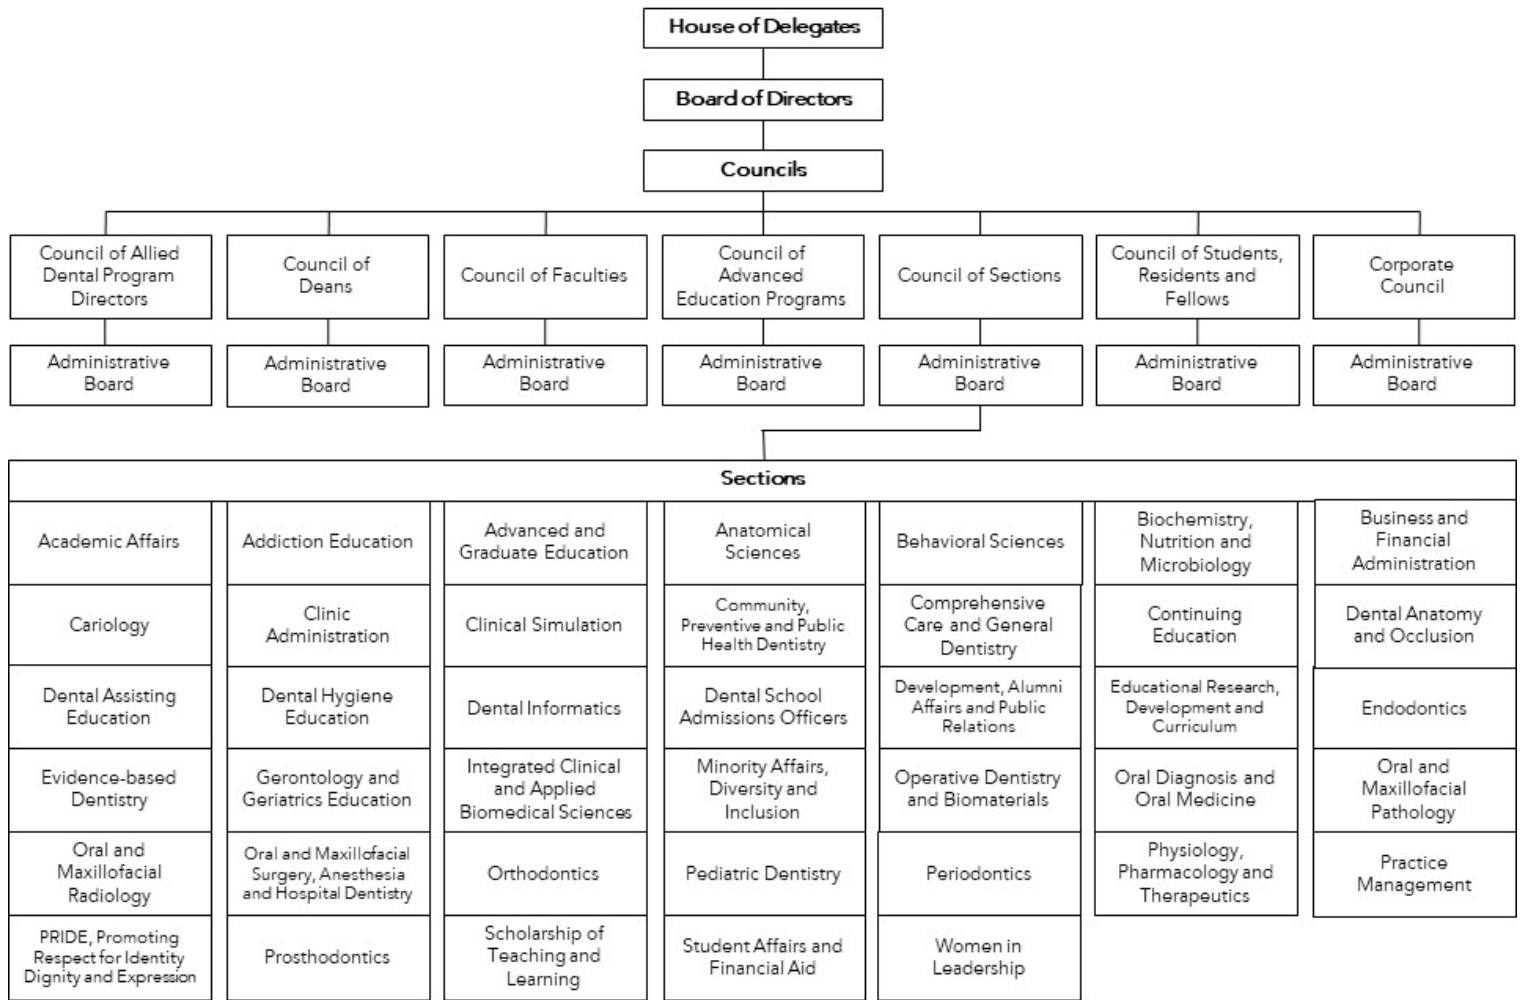 House of Delegates
Board of Directors
Councils
Council of Allied
Dental Program
Directors
Council of
Deans
Council of Faculties
Council of
Advanced
Education Programs
Council of Sections
Council of Students,
Residents and
Fellows
Corporate
Council
Administrative
Board
Administrative
Board
Administrative
Board
Administrative
Board
Administrative
Board
Administrative
Board
Administrative
Board
Sections
Academic Affairs
Addiction Education
Advanced and
Graduate Education
Anatomical
Sciences
Behavioral Sciences
Biochemistry,
Nutrition and
Microbiology
Business and
Financial
Administration
Cariology
Clinic
Administration
Clinical Simulation
Community,
Preventive and Public
Health Dentistry
Comprehensive
Care and General
Dentistry
Continuing
Education
Dental Anatomy
and Occlusion
Dental Assisting
Education
Dental Hygiene
Education
Dental Informatics
Dental School
Admissions Officers
Development, Alumni
Affairs and Public
Relations
Educational Research,
Development and
Curriculum
Endodontics
Evidence-based
Dentistry
Gerontology and
Geriatrics Education
Integrated Clinical
and Applied
Biomedical Sciences
Minority Affairs,
Diversity and
Inclusion
Operative Dentistry
and Biomaterials
Oral Diagnosis and
Oral Medicine
Oral and
Maxillofacial
Pathology
Oral and
Maxillofacial
Radiology
Oral and Maxillofacial
Surgery, Anesthesia
and Hospital Dentistry
Orthodontics
Pediatric Dentistry
Periodontics
Physiology,
Pharmacology and
Therapeutics
Practice
Management
PRIDE, Promoting
Respect for Identity
Dignity and Expression
Prosthodontics
Scholarship of
Teaching and
Learning
Student Affairs and
Financial Aid
Women in
Leadership